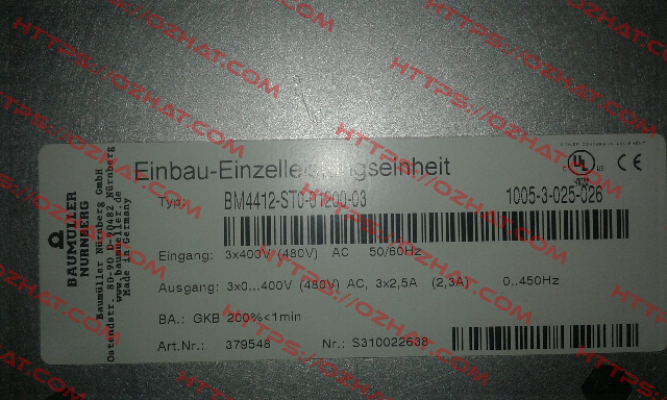 BAUMÜLLER
NÜRNBERG
Baumüller Nürnberg GmbH
Ostendstr. 80-90 D-90482 Nürnberg
www.baumueller.de
Made in Germany
Einbau-Einzelleistungseinheit
Typ: BM4412-ST0-01200-03 1005-3-025-026
UL
CE
Eingang: 3x400V (480V) AC 50/60Hz
Ausgang: 3x0...400V (480V) AC, 3x2,5A (2,3A) 0..450Hz
BA.: GKB 200%<1min
Art.Nr.: 379548 Nr.: S310022638
HTTPS://OZHAT.COM